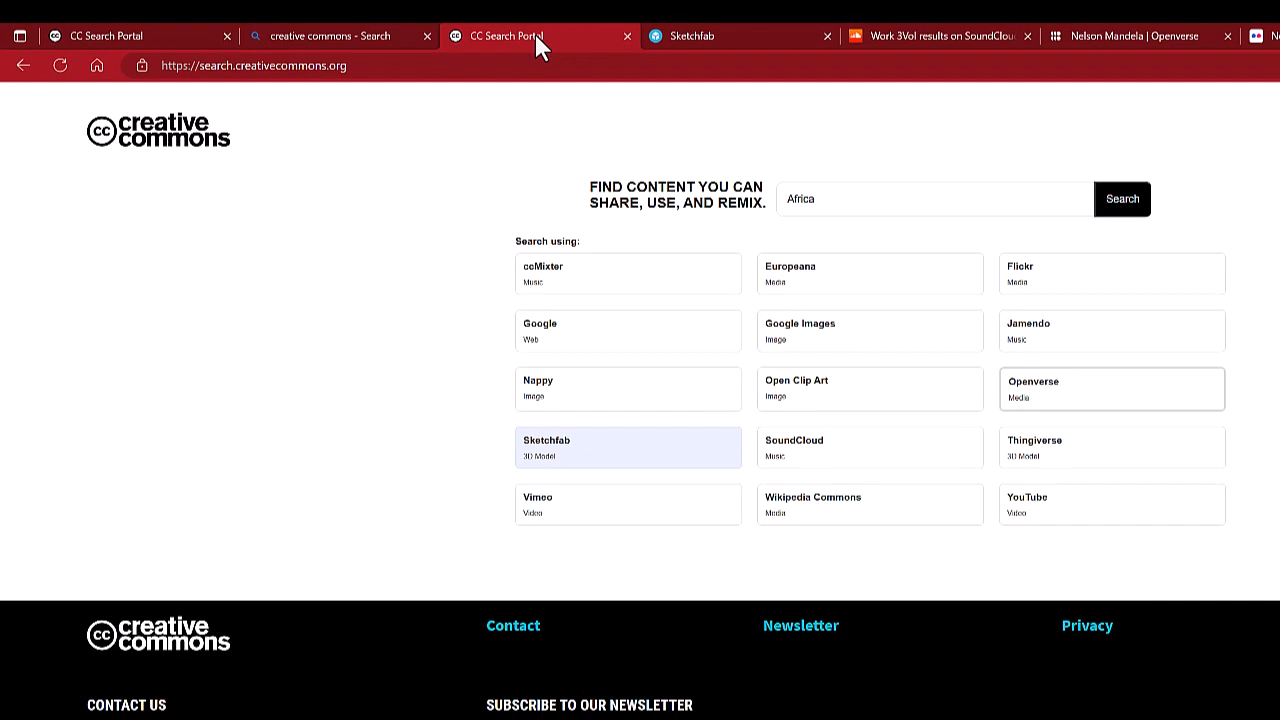 CC Search Portal
creative commons - Search
CC Search Portal
Sketchfab
Work 3Vol results on SoundClou
Nelson Mandela | Openverse
https://search.creativecommons.org
cc creative
commons
FIND CONTENT YOU CAN
SHARE, USE, AND REMIX.
Africa
Search
Search using:
ccMixter
Music
Europeana
Media
Flickr
Media
Google
Web
Google Images
Image
Jamendo
Music
Nappy
Image
Open Clip Art
Image
Openverse
Media
Sketchfab
3D Model
SoundCloud
Music
Thingiverse
3D Model
Vimeo
Video
Wikipedia Commons
Media
YouTube
Video
cc creative
commons
Contact
Newsletter
Privacy
CONTACT US
SUBSCRIBE TO OUR NEWSLETTER